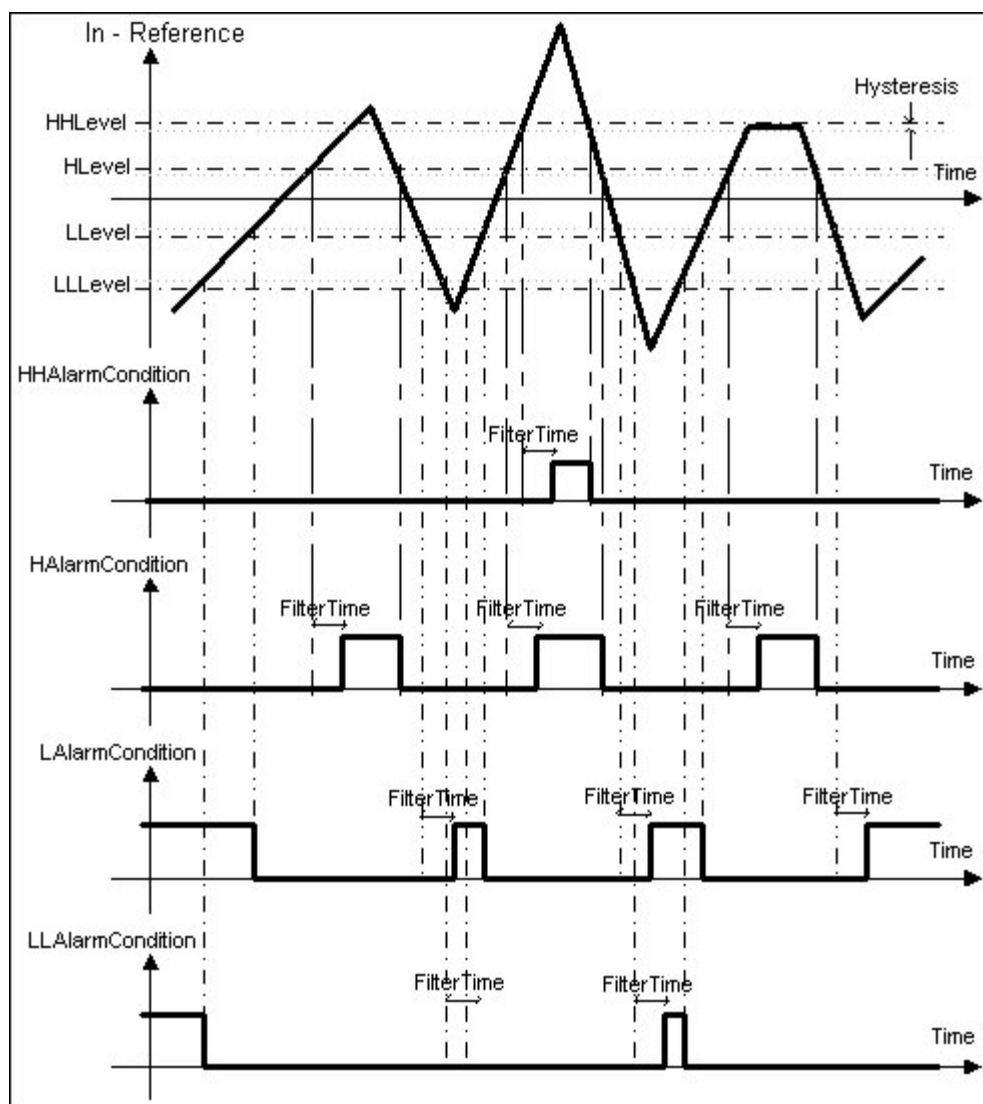 In - Reference
Hysteresis
HHLevel
HLevel
Time
LLevel
LLLevel
HHAlarmCondition
FilterTime
Time
HAlarmCondition
FilterTime
FilterTime
FilterTime
Time
LAlarmCondition
FilterTime
FilterTime
FilterTime
Time
LLAlarmCondition
FilterTime
FilterTime
Time